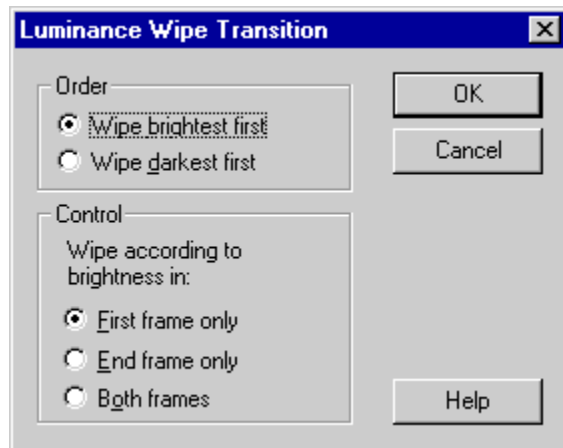 Luminance Wipe Transition
Order
Wipe brightest first
Wipe darkest first
OK
Cancel
Control
Wipe according to
brightness in:
First frame only
End frame only
Both frames
Help